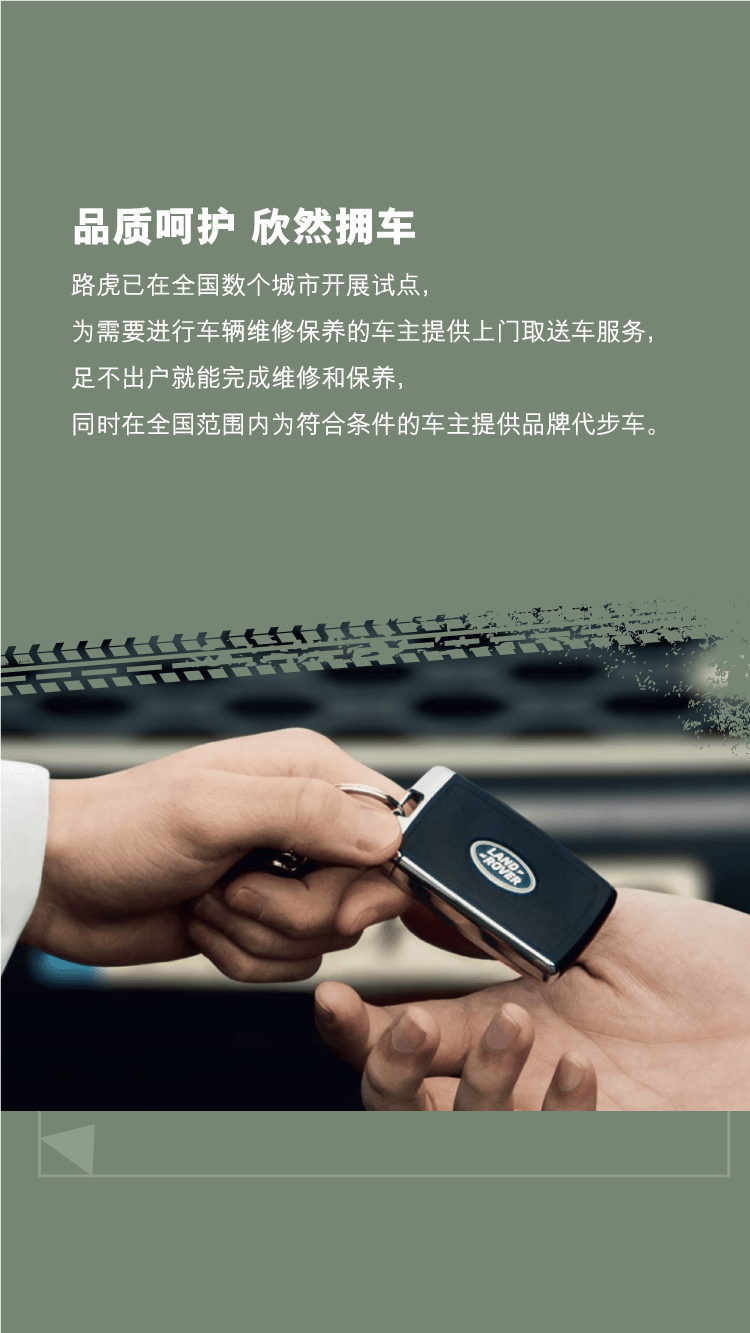 品质呵护 欣然拥车
路虎已在全国数个城市开展试点，
为需要进行车辆维修保养的车主提供上门取送车服务，
足不出户就能完成维修和保养，
同时在全国范围内为符合条件的车主提供品牌代步车。
LAND
ROVER